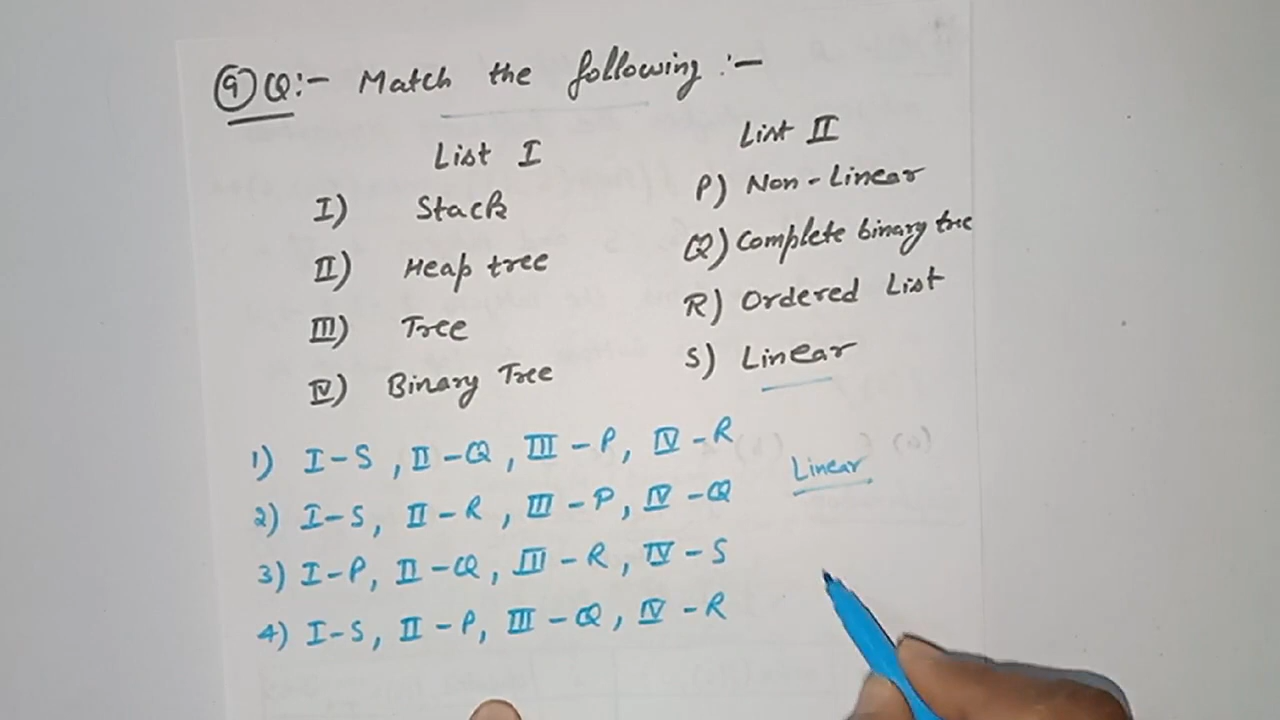 9) Q:- Match the following :-
List I List II
I) Stack P) Non-Linear
II) Heap tree Q) Complete binary tree
III) Tree R) Ordered List
IV) Binary Tree S) Linear
1) I-S, II-Q, III-P, IV-R
Linear
2) I-S, II-R, III-P, IV-Q
3) I-P, II-Q, III-R, IV-S
4) I-S, II-P, III-Q, IV-R